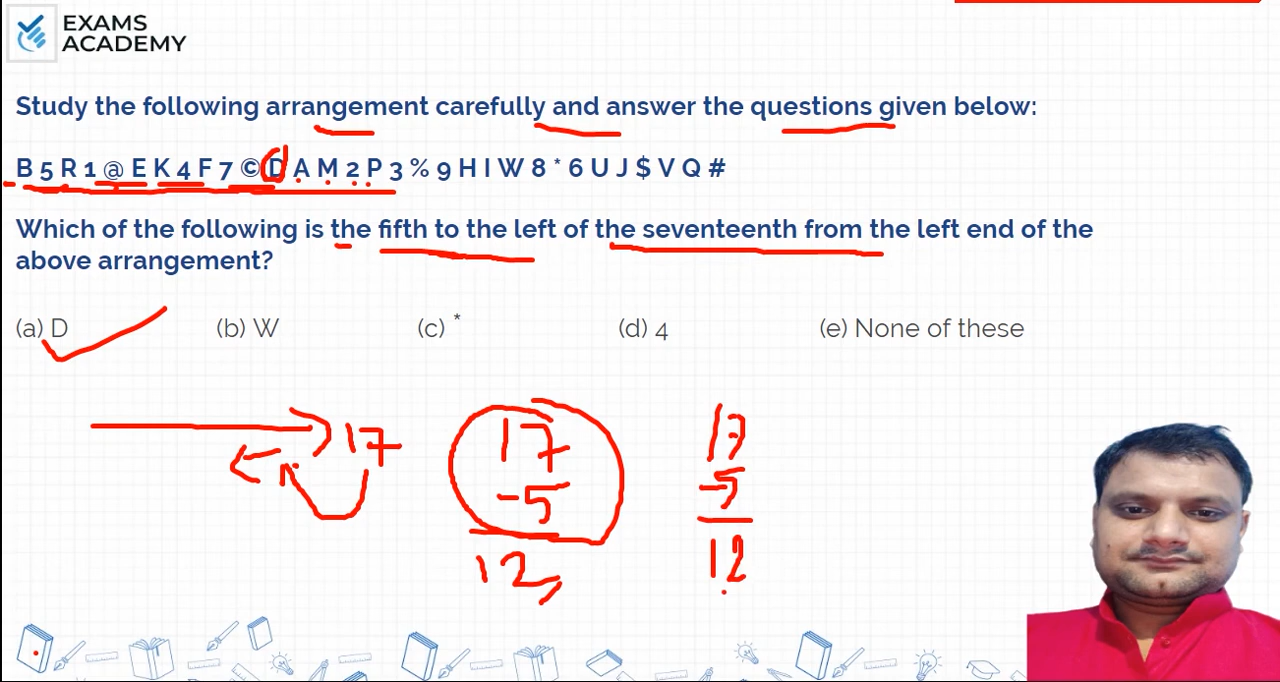 EXAMS
ACADEMY
Study the following arrangement carefully and answer the questions given below:
B 5 R 1 @ E K 4 F 7 © D A M 2 P 3 % 9 H I W 8 * 6 U J $ V Q #
Which of the following is the fifth to the left of the seventeenth from the left end of the
above arrangement?
(a) D (b) W (c) * (d) 4 (e) None of these
17 17 17
-5 -5
12 12